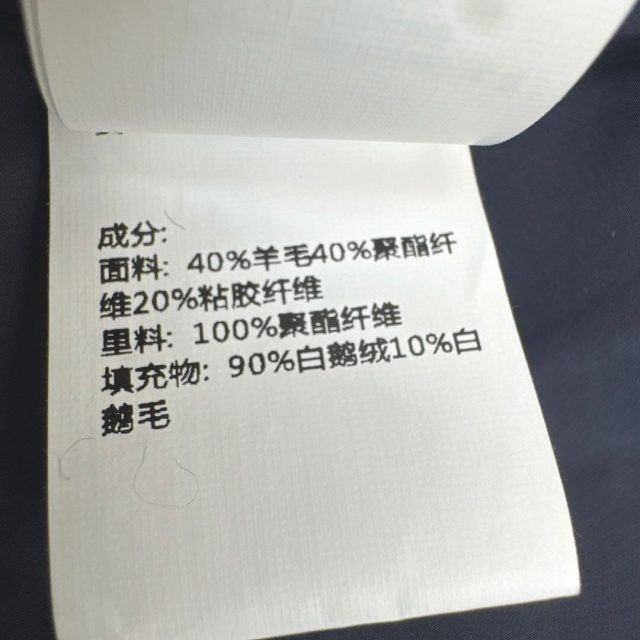 成分:
面料: 40%羊毛40%聚酯纤
维20%粘胶纤维
里料: 100%聚酯纤维
填充物: 90%白鹅绒10%白
鹅毛